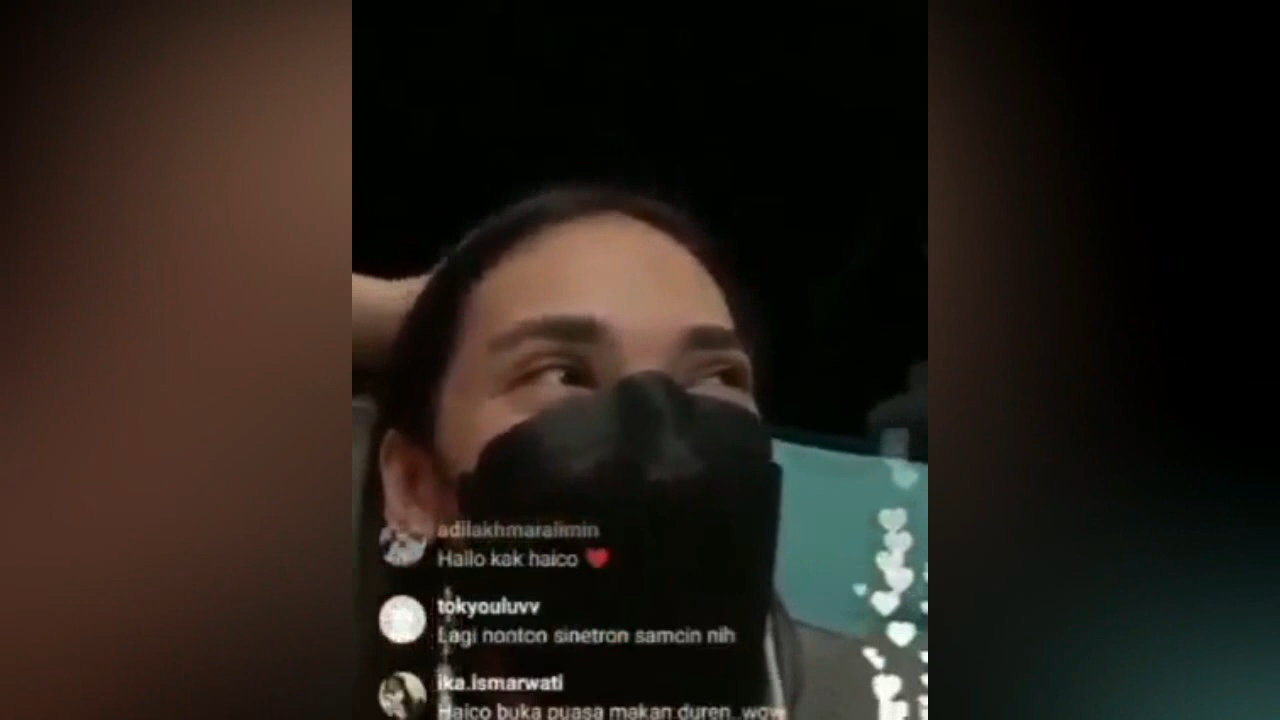 adilakhmaralimin
Hallo kak haico ❤️
tokyouluvv
Lagi nonton sinetron samcin nih
ika.ismarwati
Haico buka puasa makan duren..wow